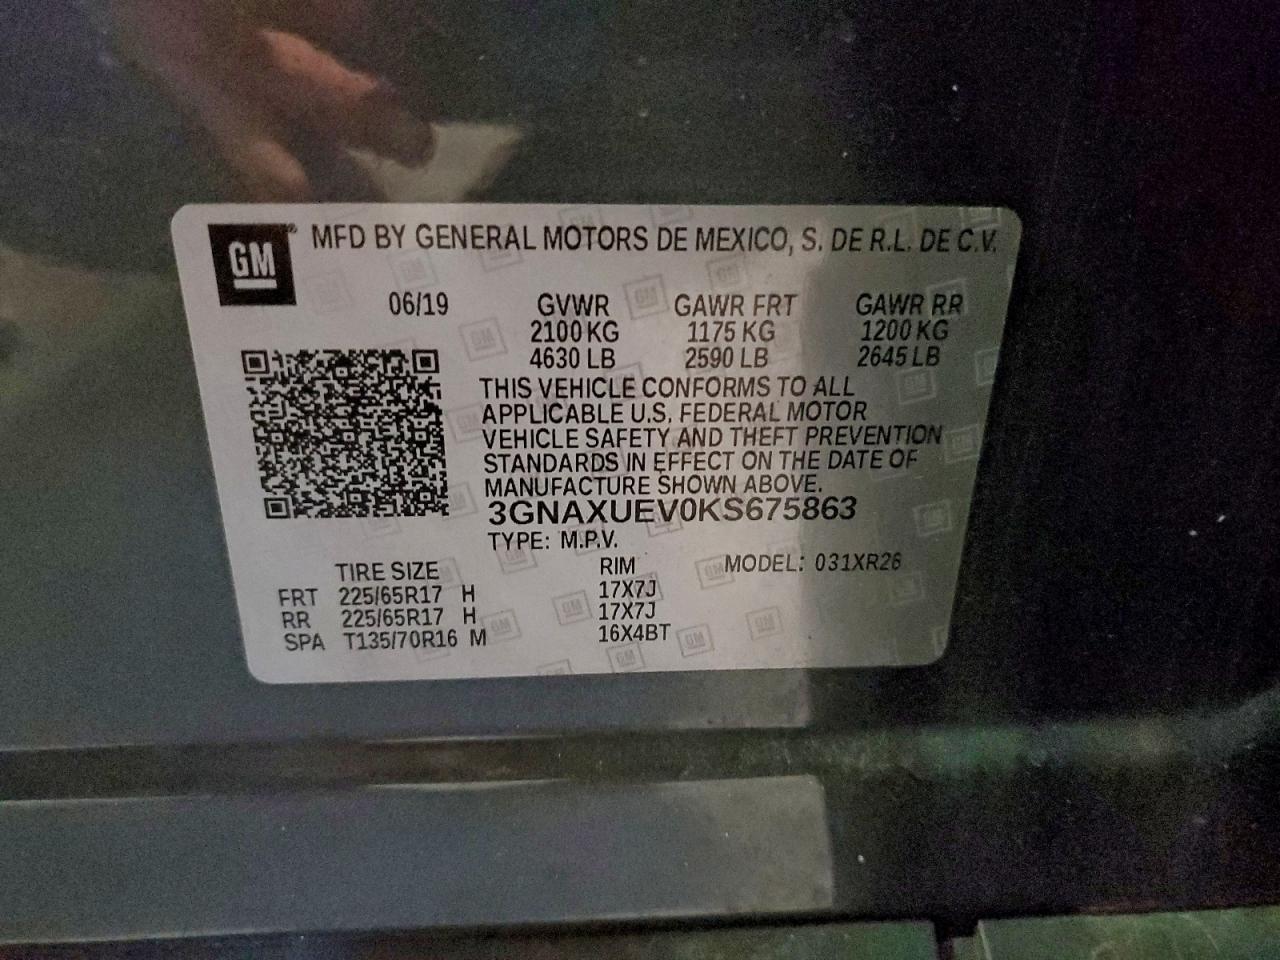 GM® MFD BY GENERAL MOTORS DE MEXICO, S. DE R.L. DE C.V.
06/19 GVWR GAWR FRT GAWR RR
2100 KG 1175 KG 1200 KG
4630 LB 2590 LB 2645 LB
THIS VEHICLE CONFORMS TO ALL
APPLICABLE U.S. FEDERAL MOTOR
VEHICLE SAFETY AND THEFT PREVENTION
STANDARDS IN EFFECT ON THE DATE OF
MANUFACTURE SHOWN ABOVE.
3GNAXUEV0KS675863
TYPE: M.P.V.
TIRE SIZE RIM MODEL: 031XR26
FRT 225/65R17 H 17X7J
RR 225/65R17 H 17X7J
SPA T135/70R16 M 16X4BT